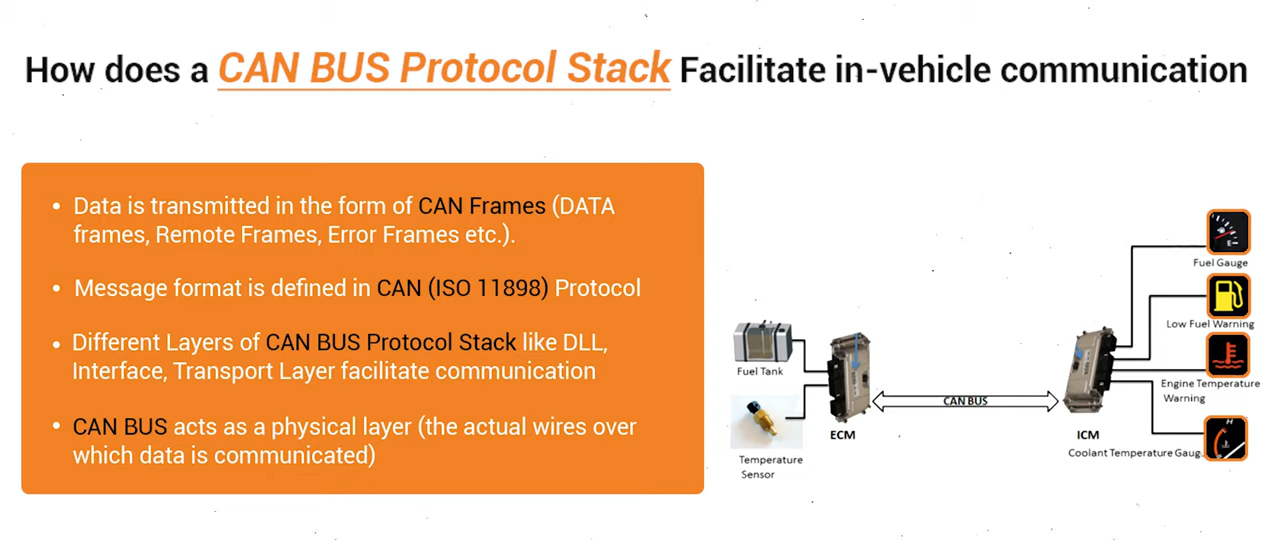 How does a CAN BUS Protocol Stack Facilitate in-vehicle communication
• Data is transmitted in the form of CAN Frames (DATA
frames, Remote Frames, Error Frames etc.).
• Message format is defined in CAN (ISO 11898) Protocol
• Different Layers of CAN BUS Protocol Stack like DLL,
Interface, Transport Layer facilitate communication
• CAN BUS acts as a physical layer (the actual wires over
which data is communicated)
Fuel Tank
Temperature
Sensor
ECM
CAN BUS
ICM
E
Fuel Gauge
Low Fuel Warning
Engine Temperature
Warning
H
Coolant Temperature Gaug